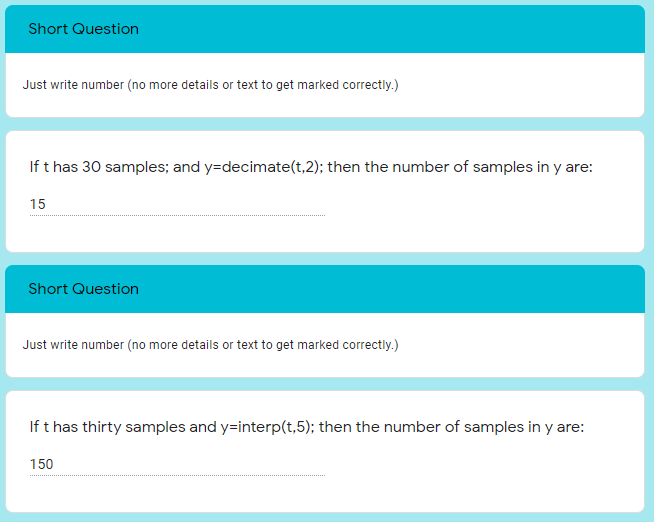 Short Question
Just write number (no more details or text to get marked correctly.)
If t has 30 samples; and y=decimate(t,2); then the number of samples in y are:
15
Short Question
Just write number (no more details or text to get marked correctly.)
If t has thirty samples and y=interp(t,5); then the number of samples in y are:
150